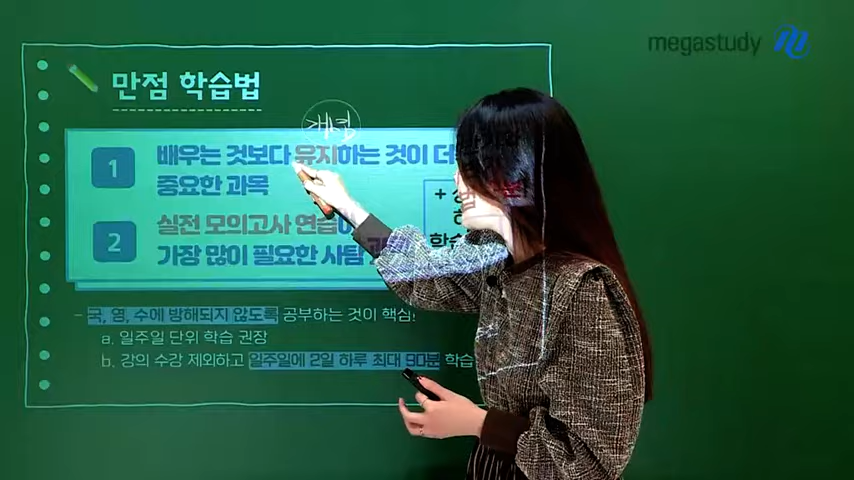 megastudy
만점 학습법
개념
1
배우는 것보다 유지하는 것이 더
중요한 과목
2
실전 모의고사 연습이
가장 많이 필요한 사탐
+
학습
- 국, 영, 수에 방해되지 않도록 공부하는 것이 핵심!
a. 일주일 단위 학습 권장
b. 강의 수강 제외하고 일주일에 2일 하루 최대 90분 학습